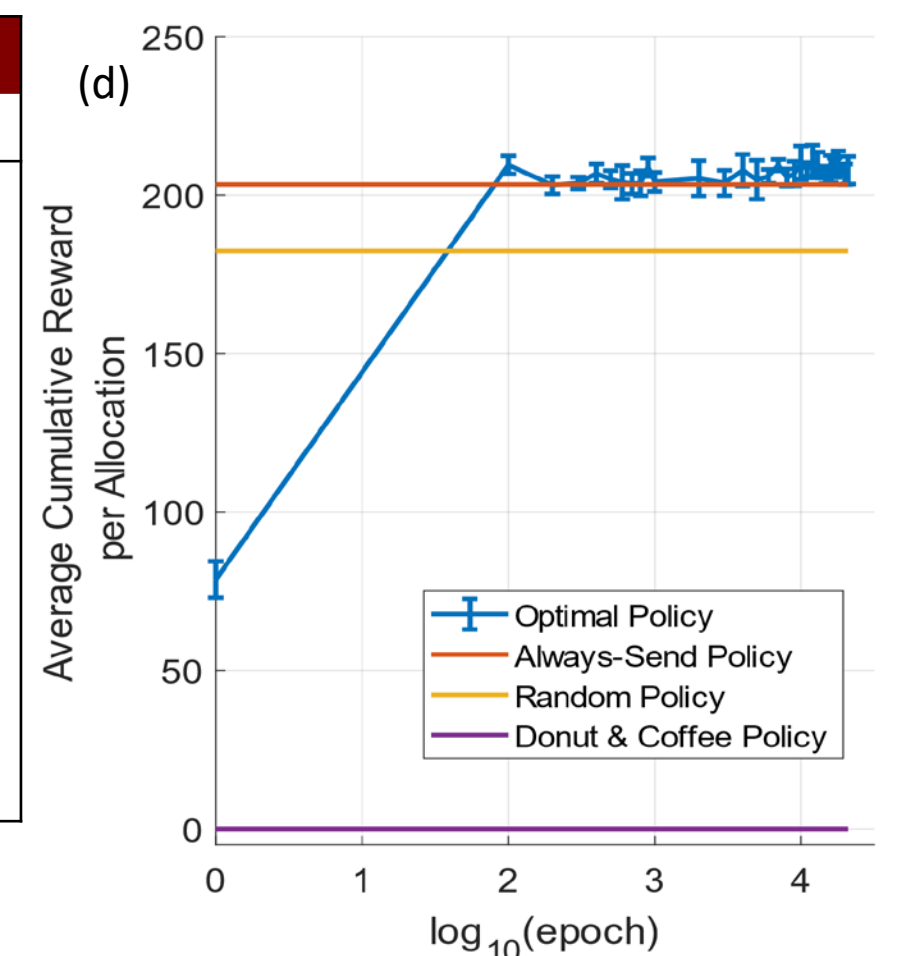 (d)
250
200
150
100
50
0
Average Cumulative Reward
per Allocation
Optimal Policy
Always-Send Policy
Random Policy
Donut & Coffee Policy
0 1 2 3 4
log10(epoch)